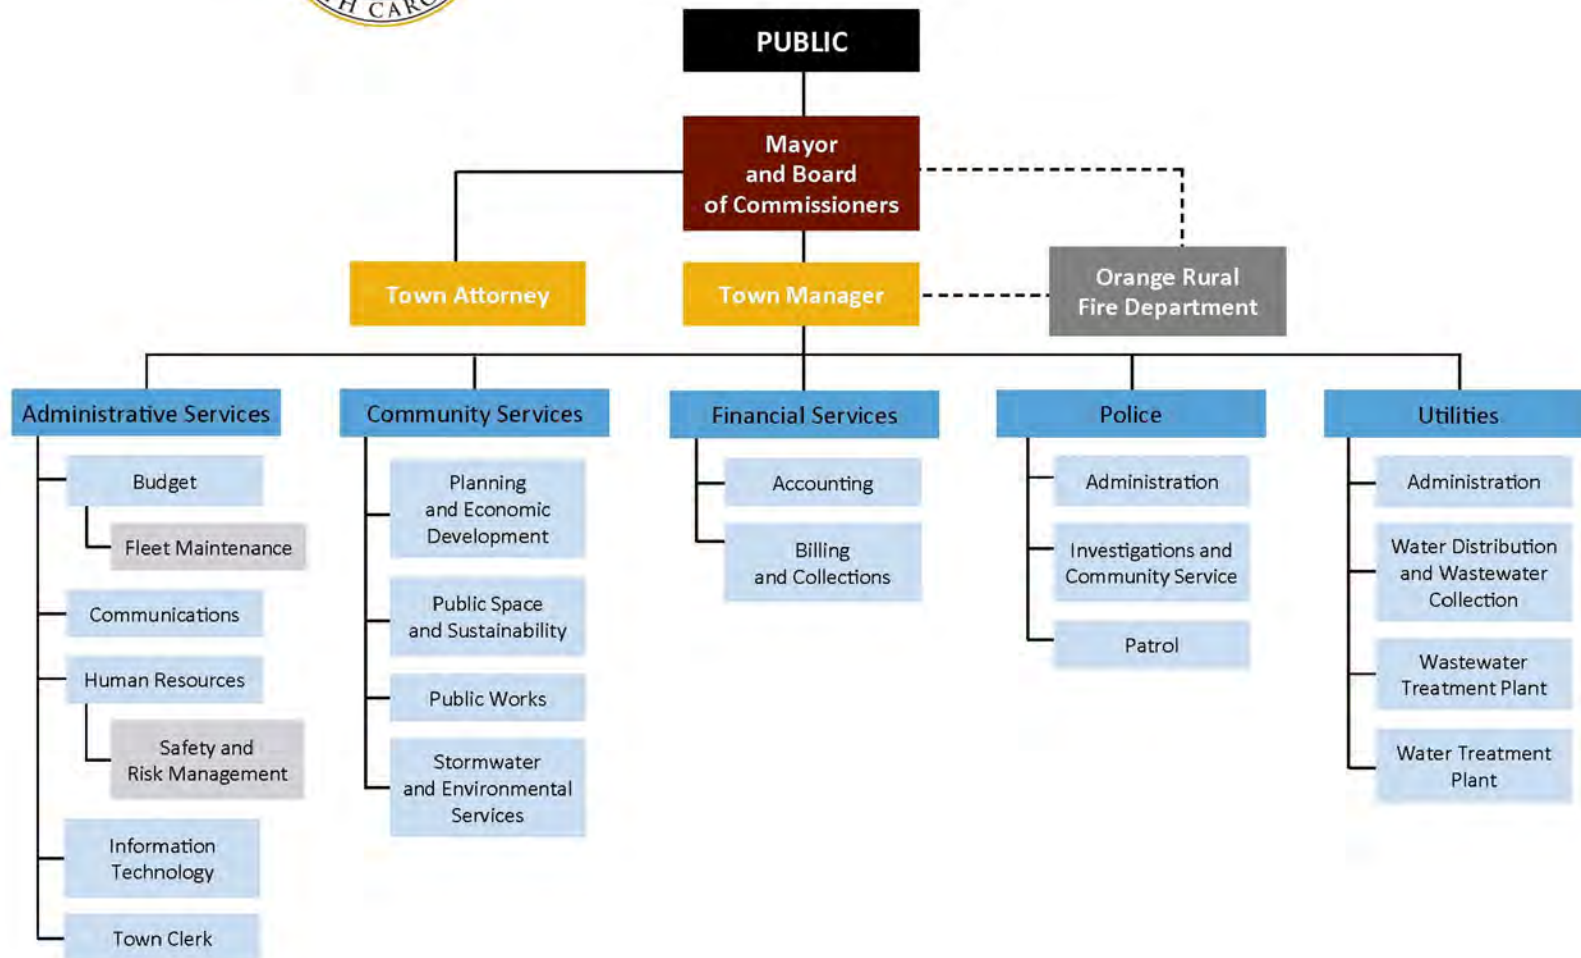 PUBLIC
Mayor
and Board
of Commissioners
Town Attorney
Town Manager
Orange Rural
Fire Department
Administrative Services
Budget
Fleet Maintenance
Communications
Human Resources
Safety and
Risk Management
Information
Technology
Town Clerk
Community Services
Planning
and Economic
Development
Public Space
and Sustainability
Public Works
Stormwater
and Environmental
Services
Financial Services
Accounting
Billing
and Collections
Police
Administration
Investigations and
Community Service
Patrol
Utilities
Administration
Water Distribution
and Wastewater
Collection
Wastewater
Treatment Plant
Water Treatment
Plant